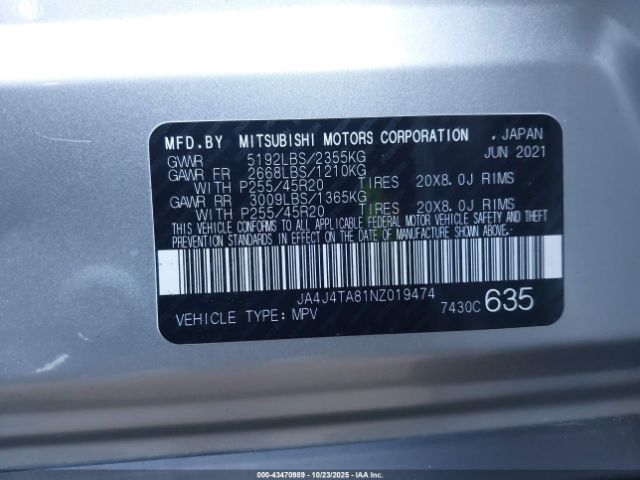 MFD.BY MITSUBISHI MOTORS CORPORATION . JAPAN
GVWR 5192LBS/2355KG JUN 2021
GAWR FR 2668LBS/1210KG
WITH P255/45R20 TIRES 20X8.0J RIMS
GAWR RR 3009LBS/1365KG
WITH P255/45R20 TIRES 20X8.0J RIMS
THIS VEHICLE CONFORMS TO ALL APPLICABLE FEDERAL MOTOR VEHICLE SAFETY AND THEFT
PREVENTION STANDARDS IN EFFECT ON THE DATE OF MANUFACTURE SHOWN ABOVE.
JA4J4TA81NZ019474
VEHICLE TYPE: MPV 7430C 635
000-43470989 - 10/23/2025 - IAA Inc.